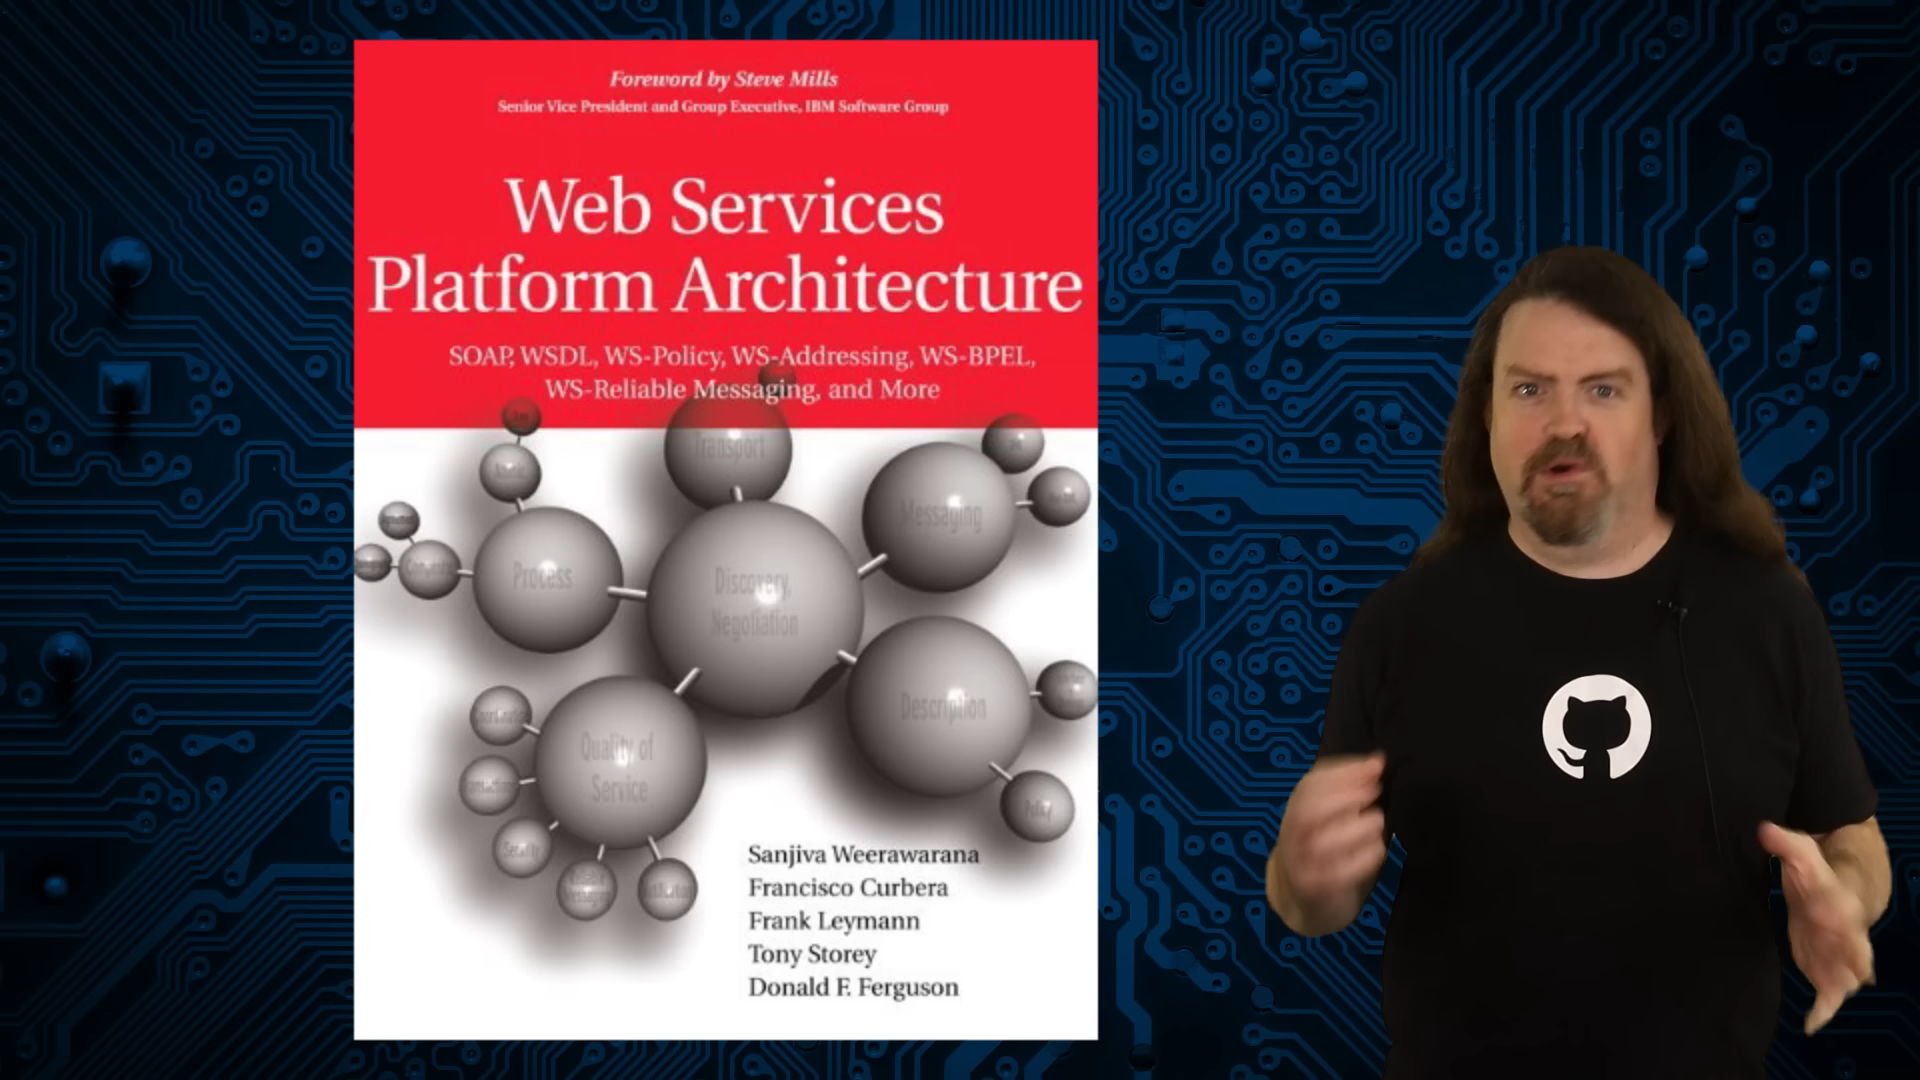 Foreword by Steve Mills
Senior Vice President and Group Executive, IBM Software Group
Web Services
Platform Architecture
SOAP, WSDL, WS-Policy, WS-Addressing, WS-BPEL,
WS-Reliable Messaging, and More
Transport
Messaging
Process
Discovery,
Negotiation
Description
Quality of
Service
Security
Policy
Sanjiva Weerawarana
Francisco Curbera
Frank Leymann
Tony Storey
Donald F. Ferguson